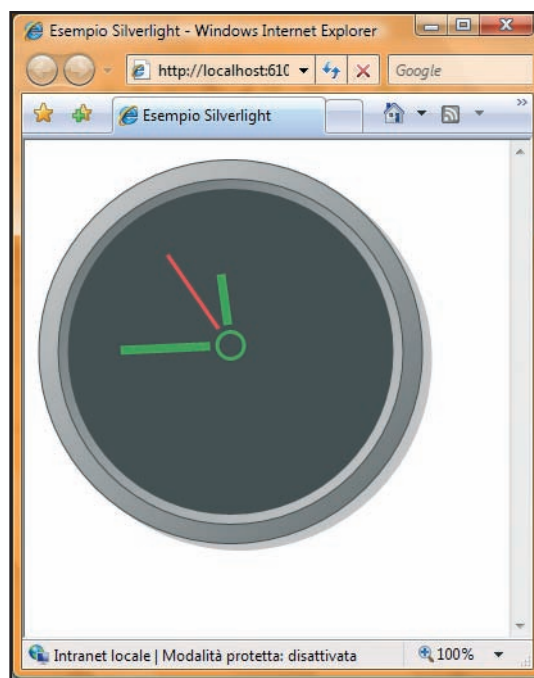 Esempio Silverlight - Windows Internet Explorer
http://localhost:610
Google
Esempio Silverlight
Intranet locale | Modalità protetta: disattivata
100%